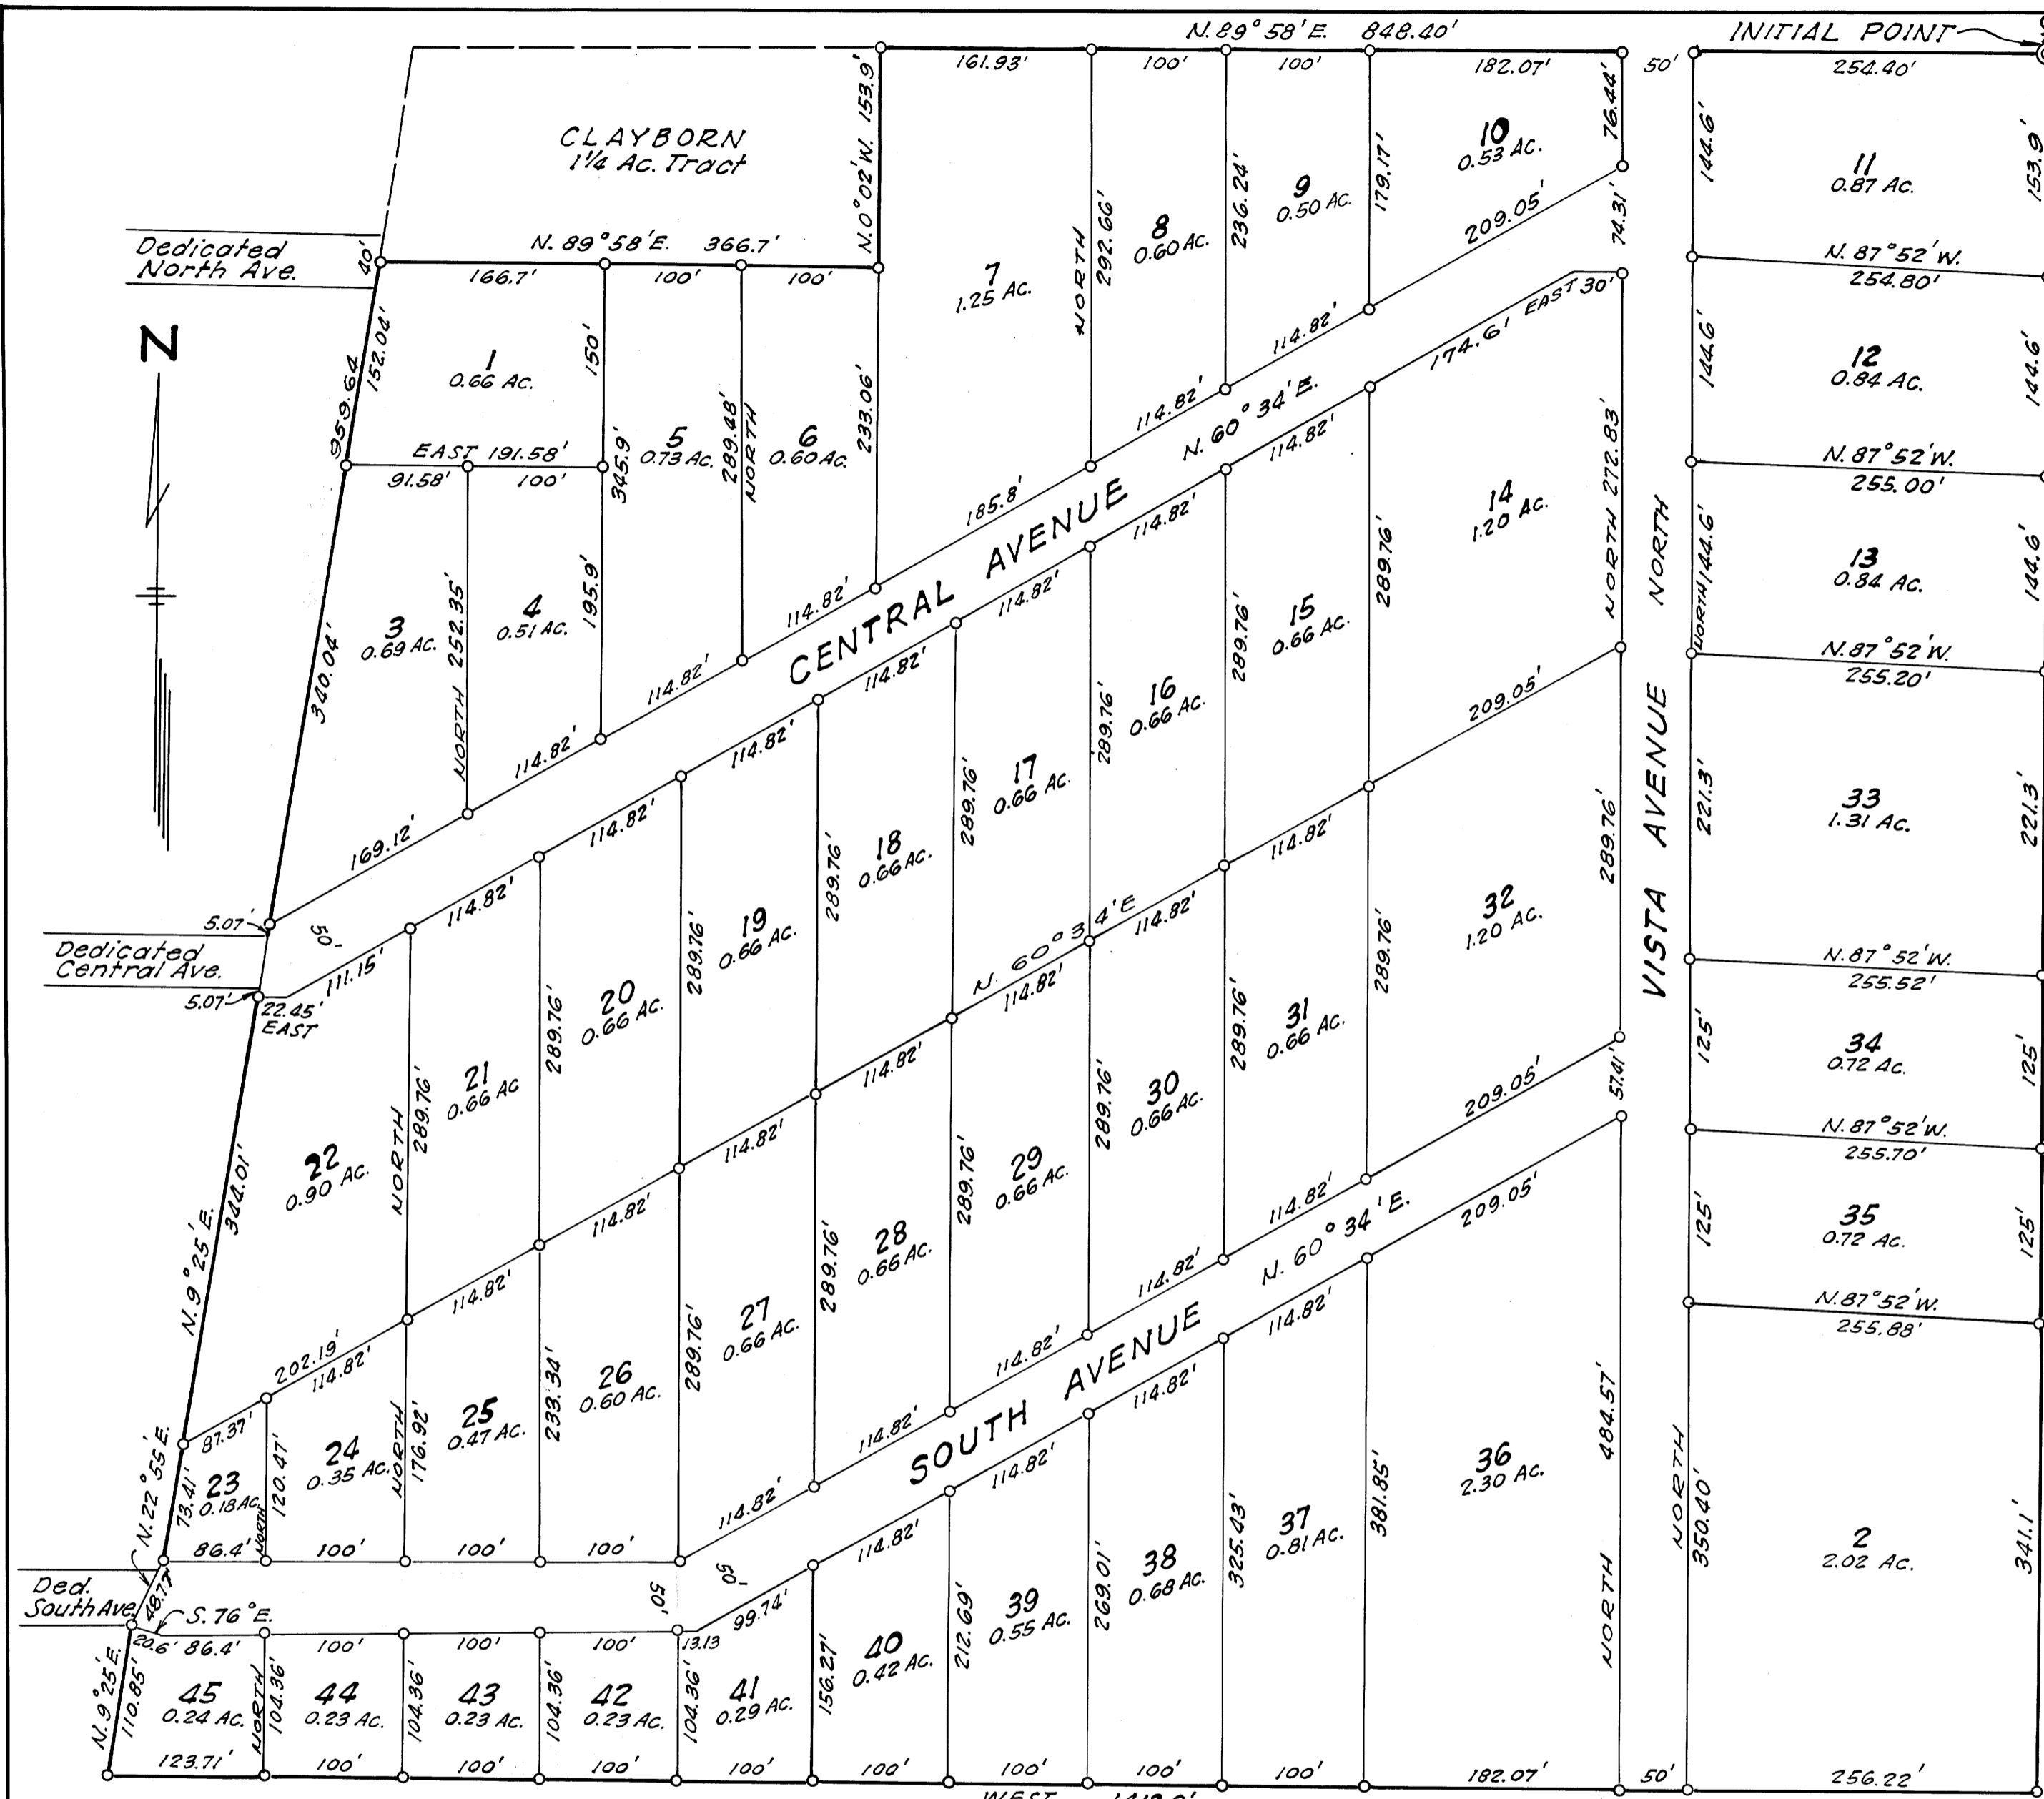 N. 89° 58' E. 848.40'
INITIAL POINT
161.93'
100'
100'
182.07'
50'
254.40'
CLAYBORN
1 1/4 Ac. Tract
N. 0° 02' W. 153.9'
7
1.25 Ac.
NORTH
292.66'
8
0.60 Ac.
236.24'
9
0.50 Ac.
179.17'
10
0.53 Ac.
76.44'
209.05'
74.31'
144.6'
11
0.87 Ac.
153.9'
Dedicated
North Ave.
40'
N. 89° 58' E. 366.7'
166.7'
100'
100'
N. 87° 52' W.
254.80'
N
959.64
152.04'
1
0.66 Ac.
150'
5
0.73 Ac.
345.9'
289.48'
NORTH
6
0.60 Ac.
233.06'
185.8'
114.82'
114.82'
N. 60° 34' E.
174.6'
EAST 30'
144.6'
12
0.84 Ac.
144.6'
EAST 191.58'
91.58'
100'
N. 87° 52' W.
255.00'
340.04'
3
0.69 Ac.
NORTH 252.35'
4
0.51 Ac.
195.9'
114.82'
114.82'
114.82'
169.12'
CENTRAL AVENUE
114.82'
114.82'
114.82'
114.82'
114.82'
114.82'
114.82'
111.15'
14
1.20 Ac.
NORTH 272.83'
NORTH 144.6'
13
0.84 Ac.
144.6'
N. 87° 52' W.
255.20'
15
0.66 Ac.
289.76'
289.76'
16
0.66 Ac.
289.76'
17
0.66 Ac.
289.76'
18
0.66 Ac.
289.76'
19
0.66 Ac.
289.76'
20
0.66 Ac.
289.76'
21
0.66 Ac
289.76'
NORTH
22
0.90 Ac.
209.05'
VISTA AVENUE NORTH
221.3'
33
1.31 Ac.
221.3'
5.07'
Dedicated
Central Ave.
5.07'
50'
22.45'
EAST
N. 87° 52' W.
255.52'
N. 60° 34' E
114.82'
114.82'
114.82'
114.82'
114.82'
114.82'
114.82'
202.19'
114.82'
87.37'
32
1.20 Ac.
289.76'
289.76'
31
0.66 Ac.
289.76'
30
0.66 Ac.
289.76'
29
0.66 Ac.
289.76'
28
0.66 Ac.
289.76'
27
0.66 Ac.
289.76'
26
0.60 Ac.
233.34'
25
0.47 Ac.
NORTH
176.92'
24
0.35 Ac.
NORTH
120.47'
23
0.18 Ac.
73.41'
N. 9° 25' E.
344.01'
125'
34
0.72 Ac.
125'
N. 87° 52' W.
255.70'
125'
35
0.72 Ac.
125'
N. 87° 52' W.
255.88'
209.05'
57.41'
114.82'
114.82'
114.82'
114.82'
114.82'
N. 60° 34' E.
SOUTH AVENUE
209.05'
114.82'
114.82'
114.82'
114.82'
99.74'
N. 22° 55' E.
86.4'
100'
100'
100'
Ded.
South Ave.
48.77
S. 76° E.
20.6'
86.4'
100'
100'
100'
50'
50'
13.13
N. 9° 25' E.
110.85'
45
0.24 Ac.
NORTH
104.36'
44
0.23 Ac.
104.36'
43
0.23 Ac.
104.36'
42
0.23 Ac.
104.36'
41
0.29 Ac.
156.27'
40
0.42 Ac.
212.69'
39
0.55 Ac.
269.01'
38
0.68 Ac.
325.43'
37
0.81 Ac.
381.85'
36
2.30 Ac.
NORTH 484.57'
NORTH
350.40'
2
2.02 Ac.
341.1'
123.71'
100'
100'
100'
100'
100'
100'
100'
100'
182.07'
50'
256.22'
WEST